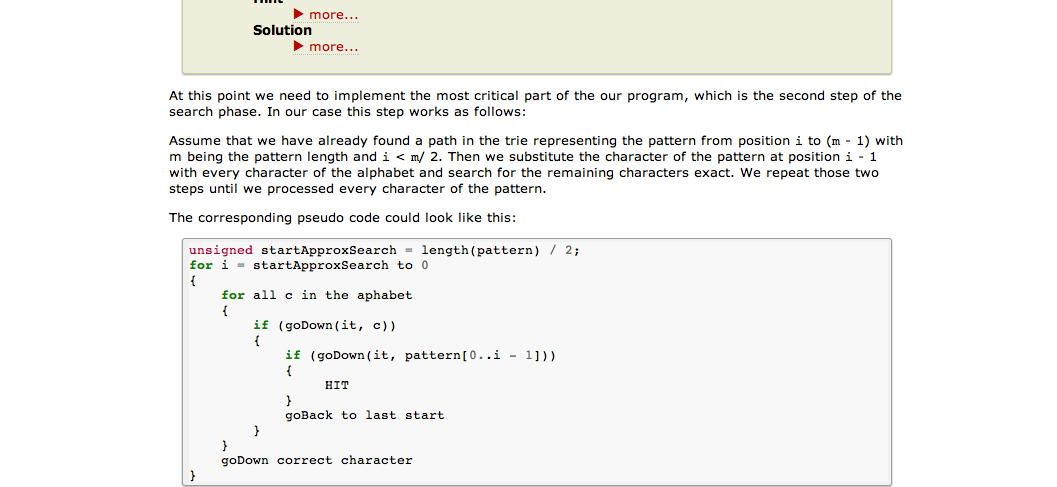 more...
Solution
more...
At this point we need to implement the most critical part of the our program, which is the second step of the
search phase. In our case this step works as follows:
Assume that we have already found a path in the trie representing the pattern from position i to (m - 1) with
m being the pattern length and i < m/ 2. Then we substitute the character of the pattern at position i - 1
with every character of the alphabet and search for the remaining characters exact. We repeat those two
steps until we processed every character of the pattern.
The corresponding pseudo code could look like this:
unsigned startApproxSearch = length(pattern) / 2;
for i = startApproxSearch to 0
{
for all c in the aphabet
{
if (goDown(it, c))
{
if (goDown(it, pattern[0..i - 1]))
{
HIT
}
goBack to last start
}
}
goDown correct character
}